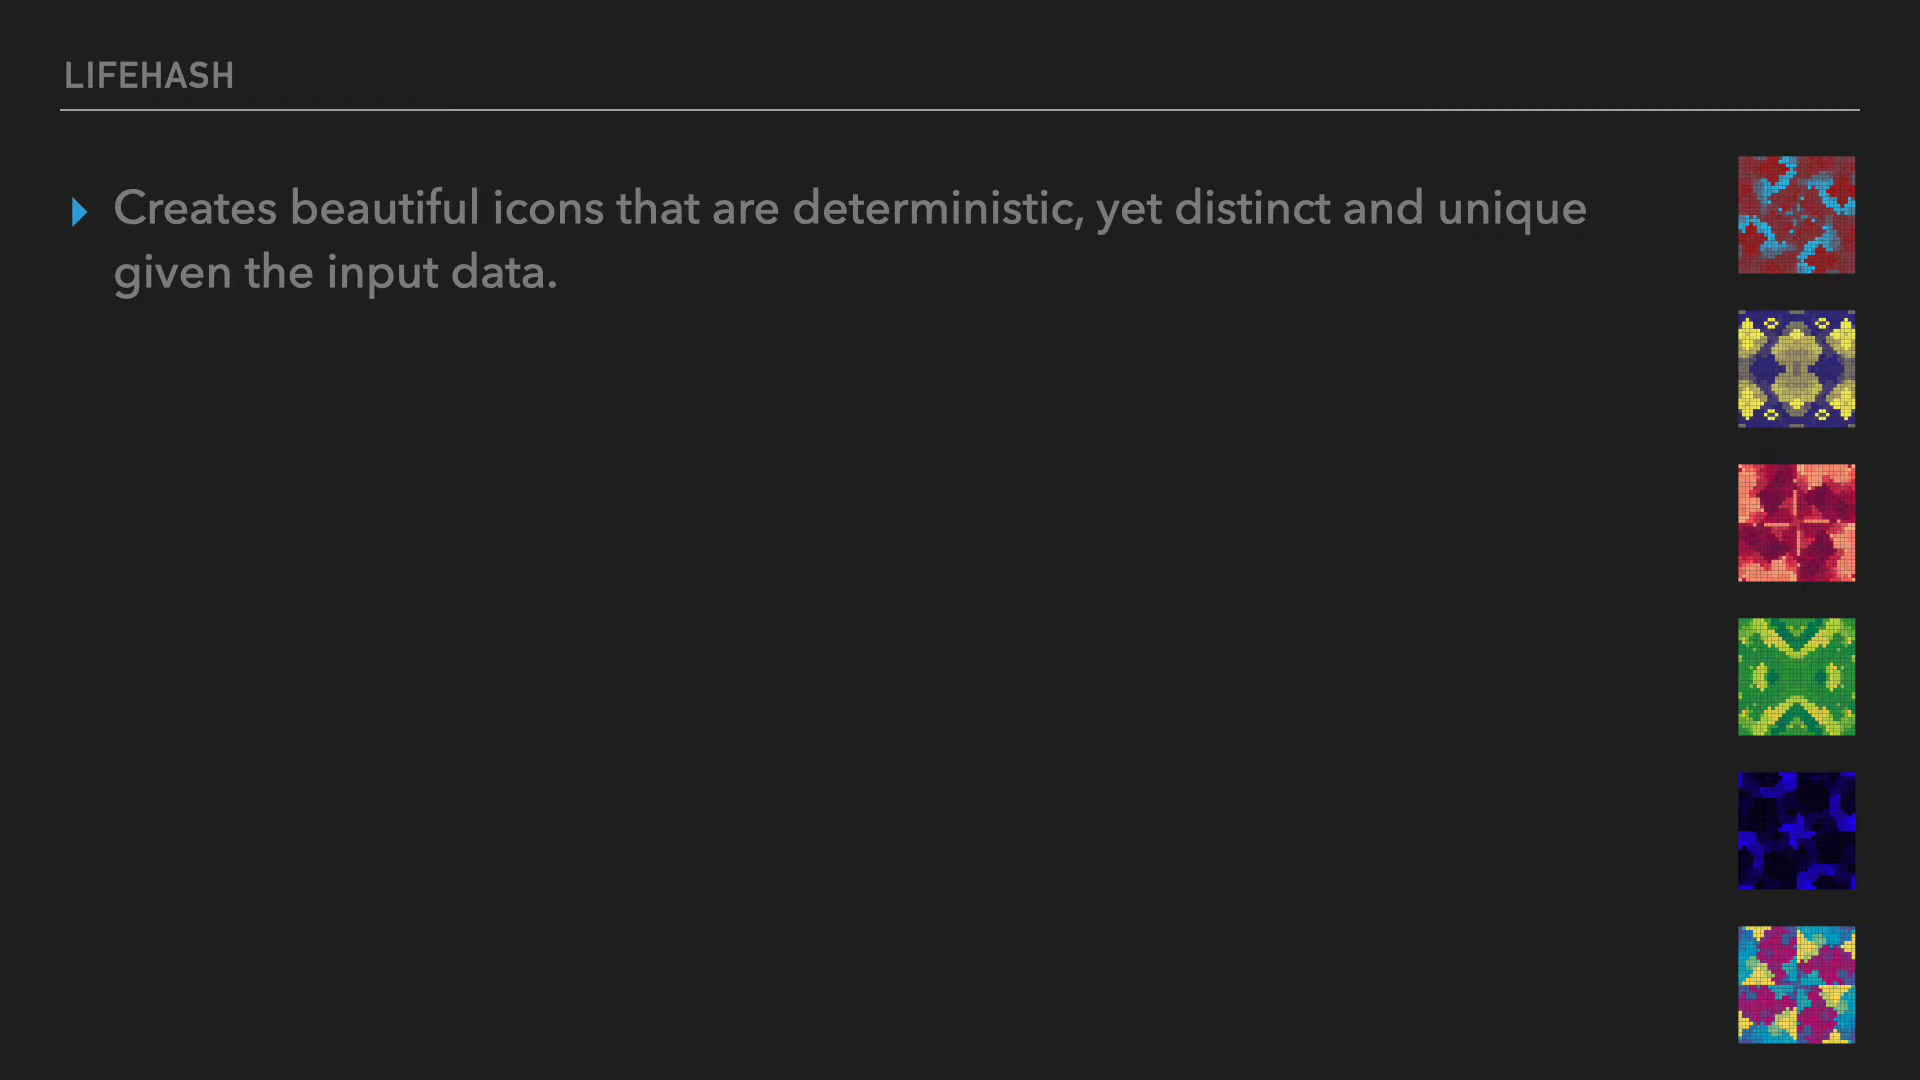 LIFEHASH
Creates beautiful icons that are deterministic, yet distinct and unique
given the input data.